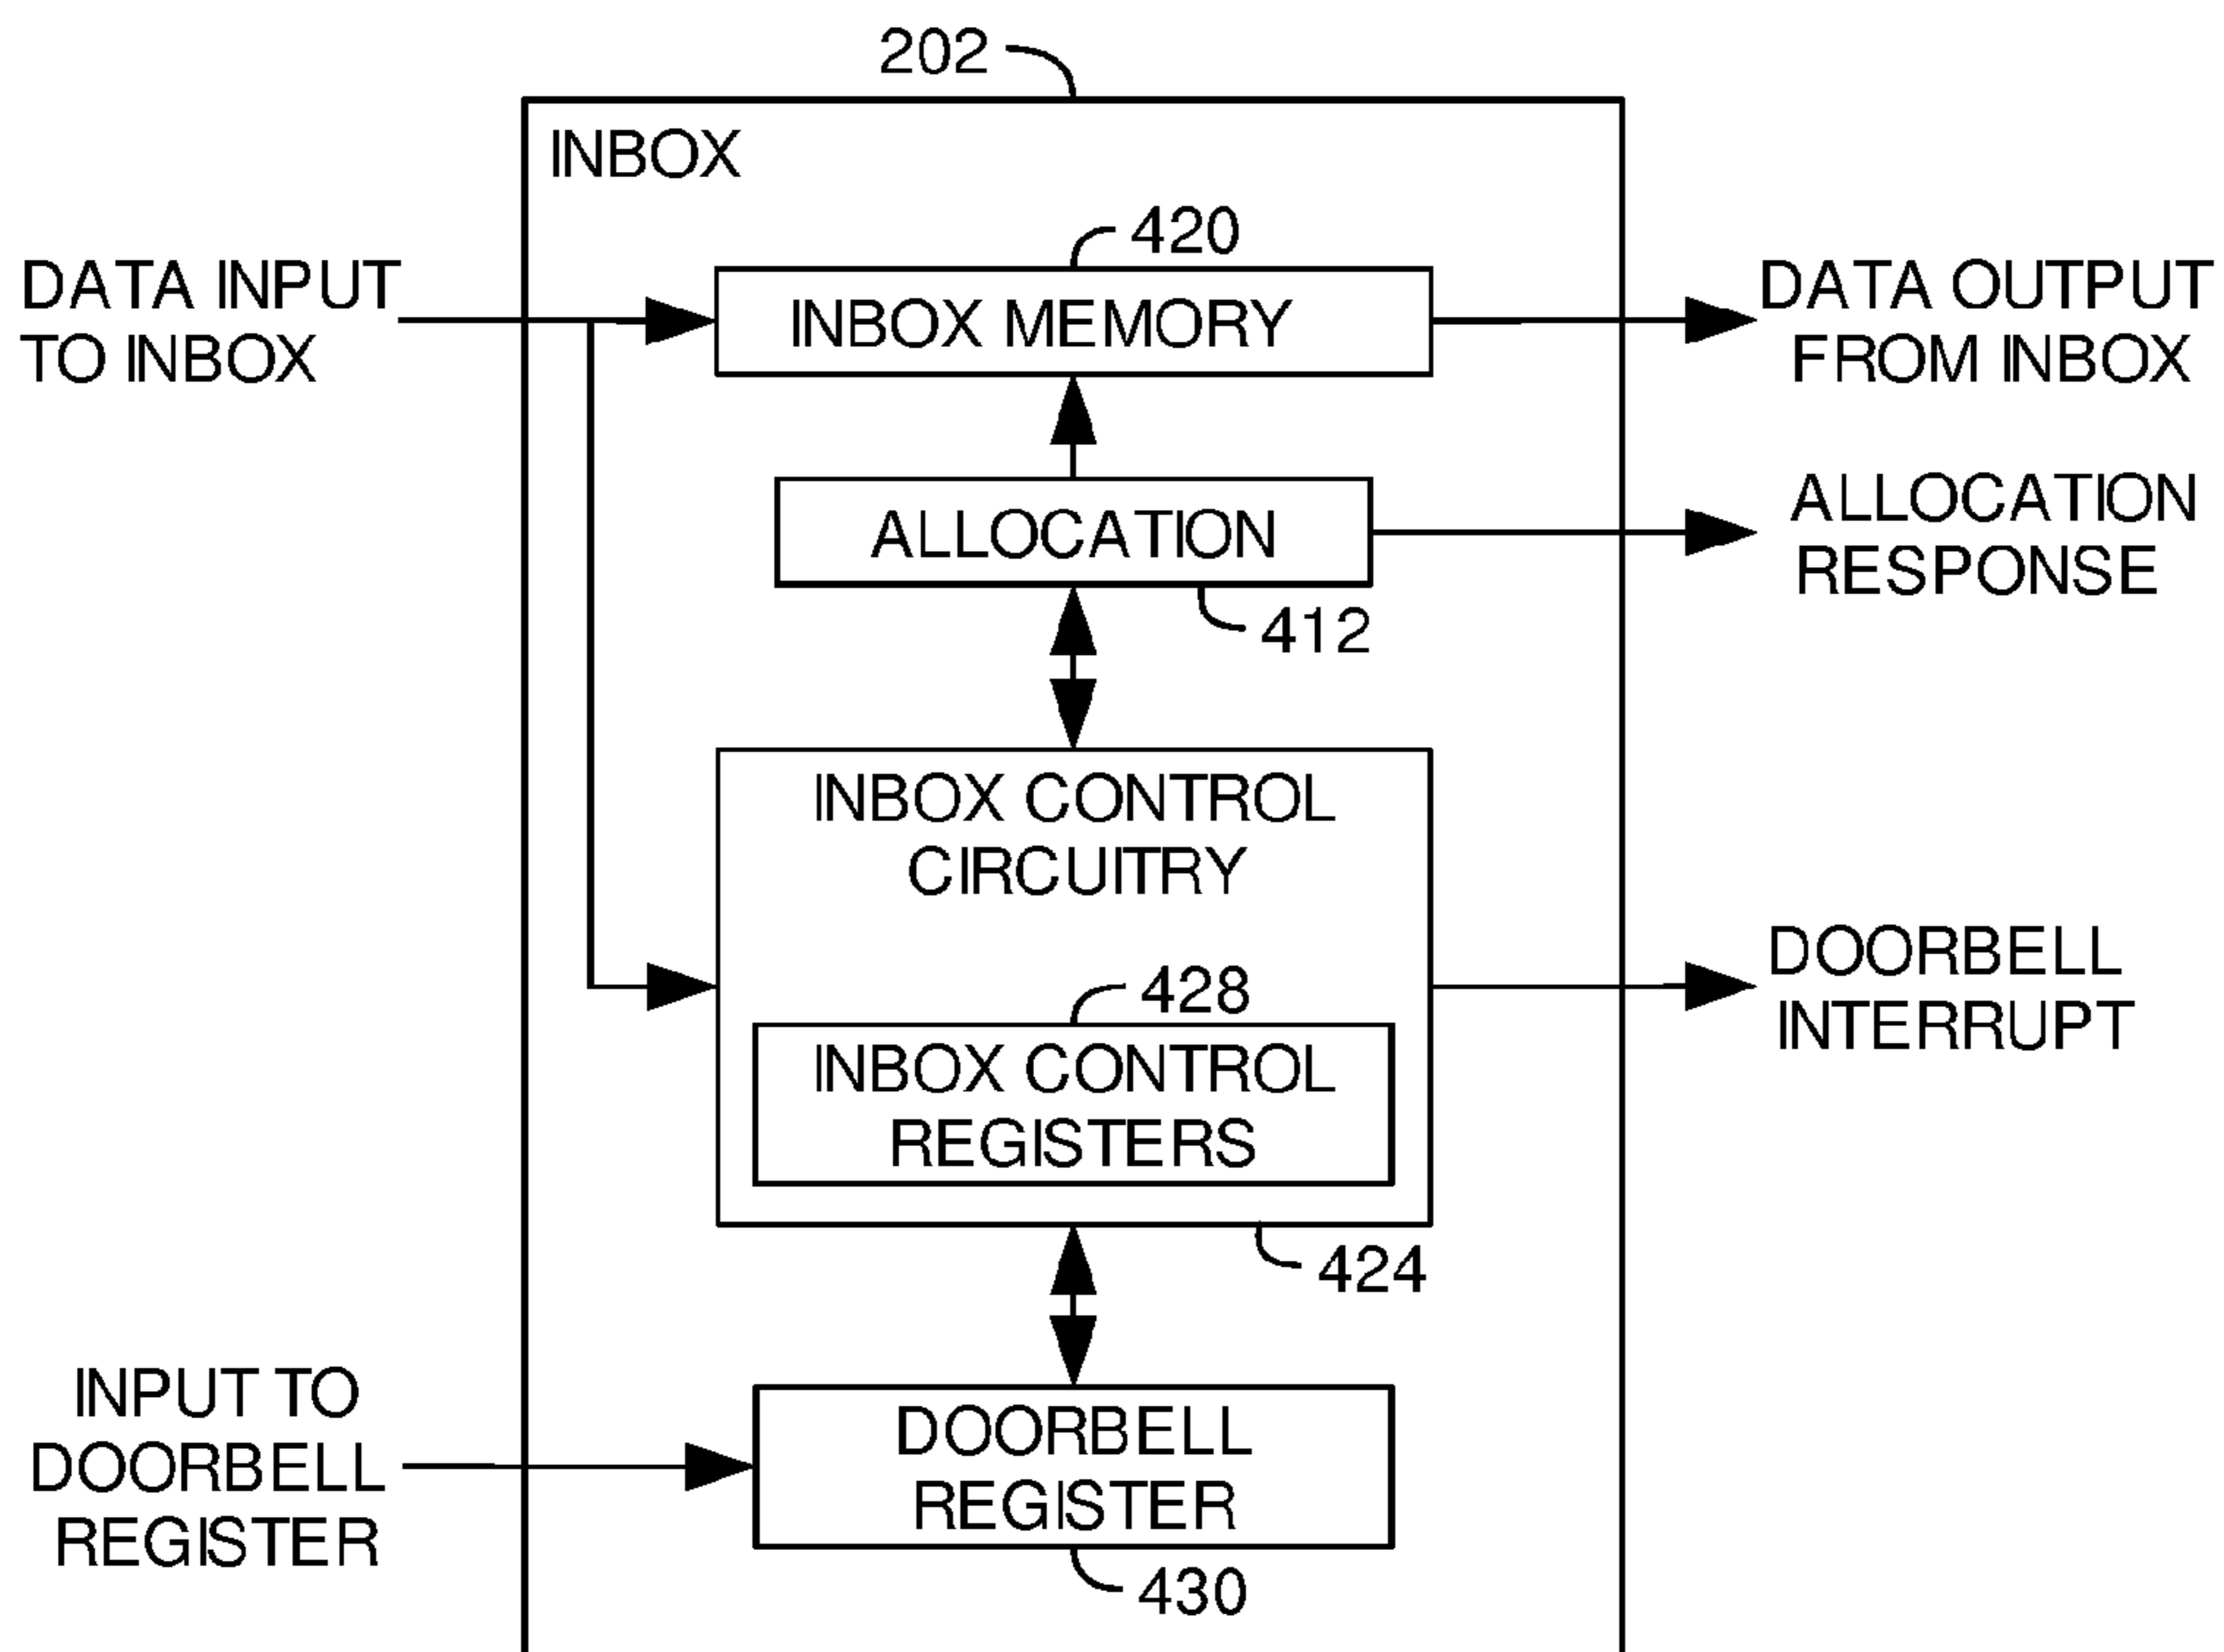 202
INBOX
420
DATA INPUT
TO INBOX
INBOX MEMORY
DATA OUTPUT
FROM INBOX
ALLOCATION
412
ALLOCATION
RESPONSE
INBOX CONTROL
CIRCUITRY
428
INBOX CONTROL
REGISTERS
424
DOORBELL
INTERRUPT
INPUT TO
DOORBELL
REGISTER
DOORBELL
REGISTER
430